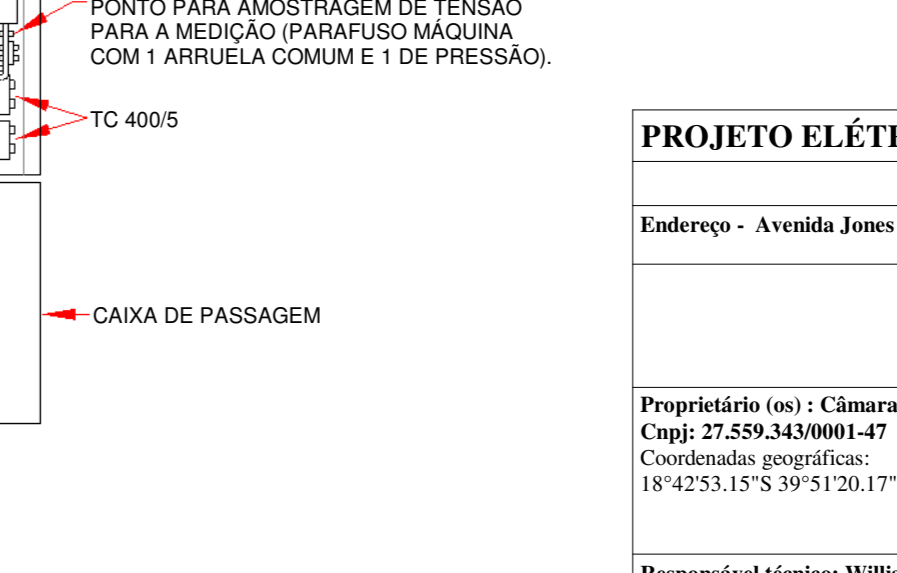 PONTO PARA AMOSTRAGEM DE TENSÃO
PARA A MEDIÇÃO (PARAFUSO MÁQUINA
COM 1 ARRUELA COMUM E 1 DE PRESSÃO).
TC 400/5
CAIXA DE PASSAGEM
PROJETO
Endereço - Avenida Jones
Proprietário (os) : Câmara
Cnpj: 27.559.343/0001-47
Coordenadas geográficas:
18°42'53.15"S 39°51'20.17"
Responsável técnico: